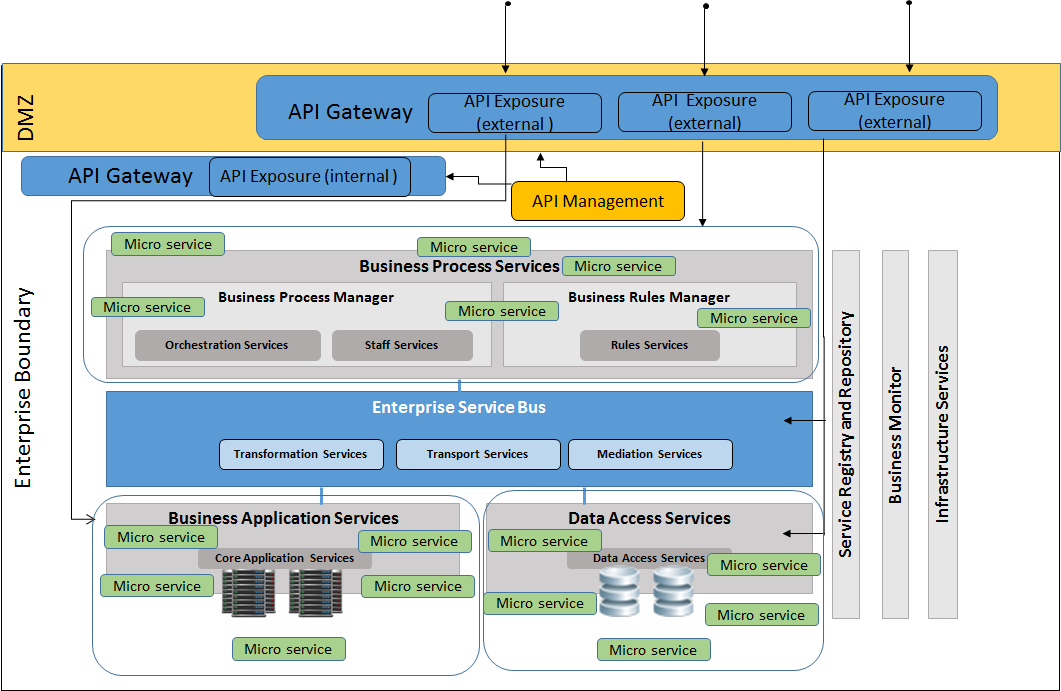 DMZ
API Gateway
API Exposure
(external )
API  Exposure
(external)
API Exposure
(external)
API Gateway
API Exposure (internal )
API Management
Enterprise Boundary
Micro service
Micro service
Business Process Services
Micro service
Business Process Manager
Business Rules Manager
Micro service
Micro service
Micro service
Orchestration Services
Staff Services
Rules Services
Enterprise Service Bus
Transformation Services
Transport Services
Mediation Services
Business Application Services
Micro service
Micro service
Core Application Services
Micro service
Micro service
Micro service
Data Access Services
Micro service
Data Access Services
Micro service
Micro service
Micro service
Micro service
Service Registry and Repository
Business Monitor
Infrastructure Services